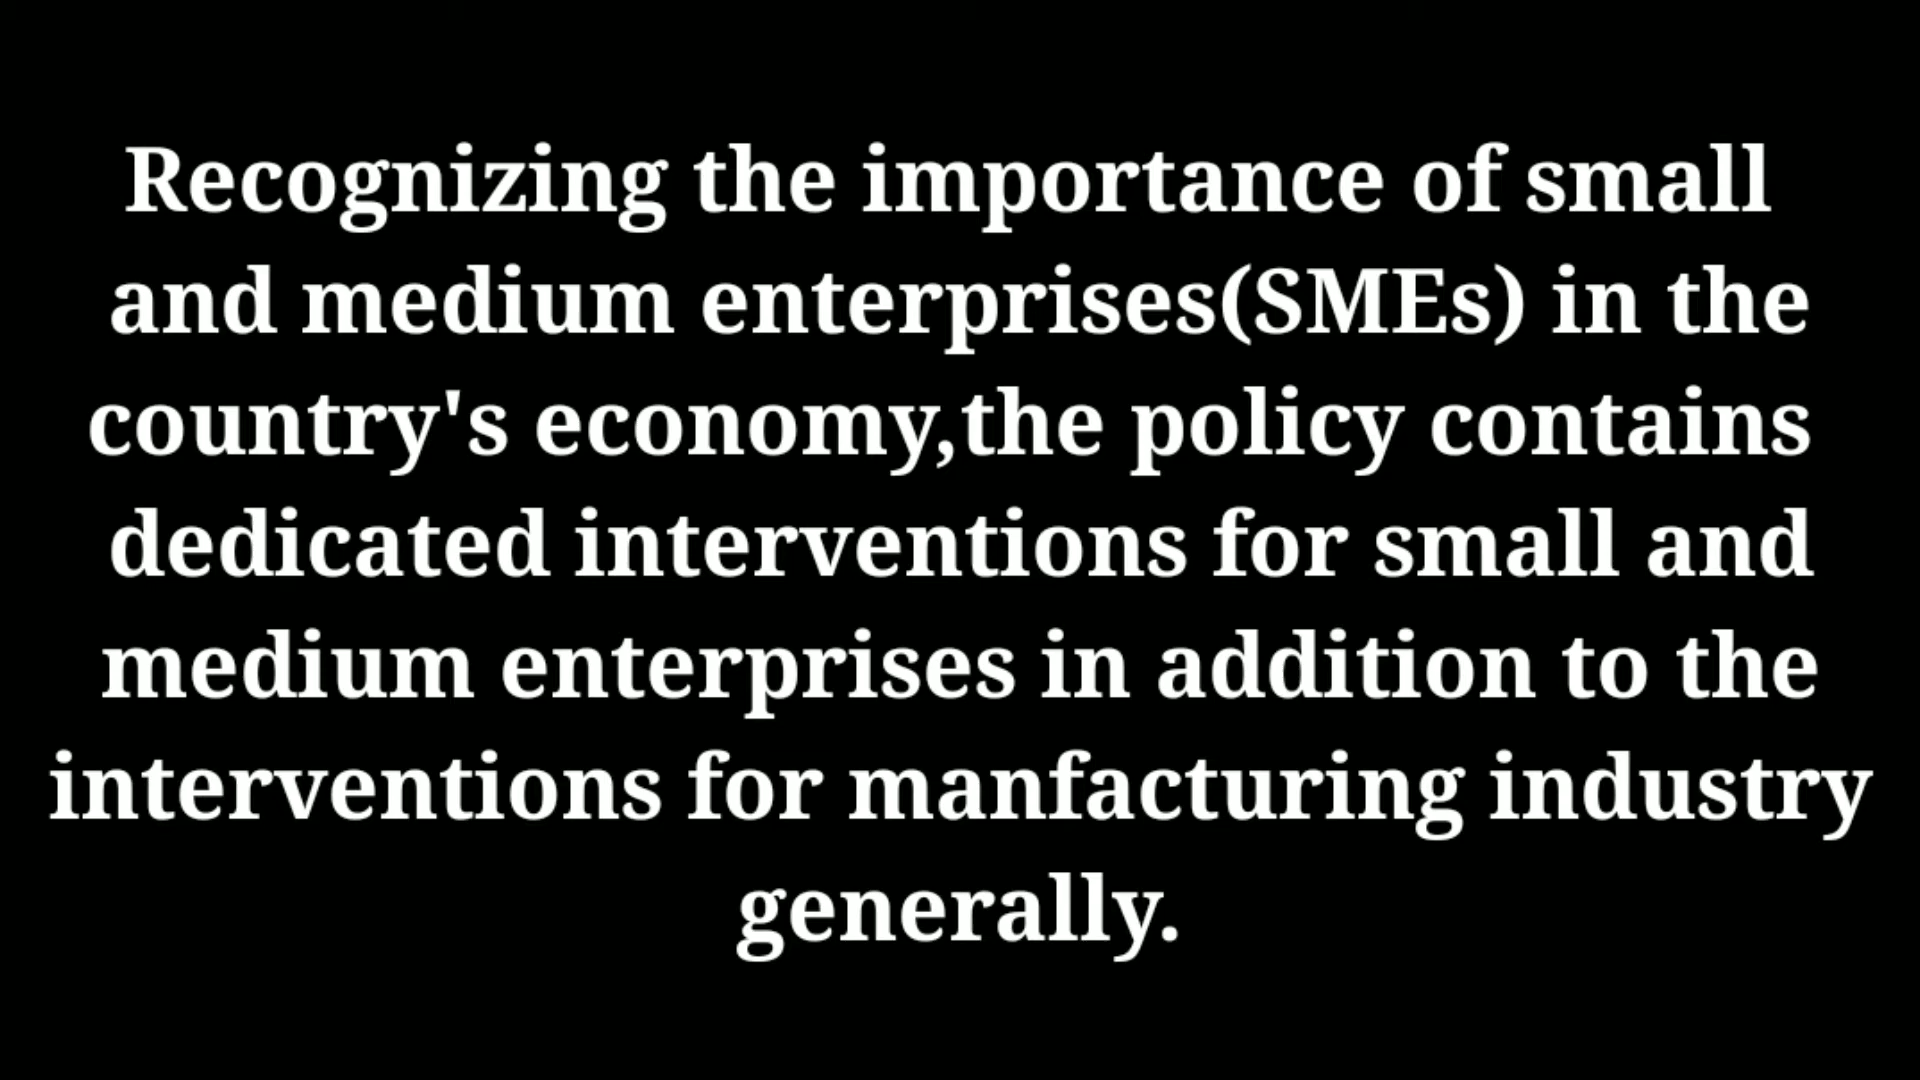 Recognizing the importance of small
and medium enterprises(SMEs) in the
country's economy,the policy contains
dedicated interventions for small and
medium enterprises in addition to the
interventions for manfacturing industry
generally.